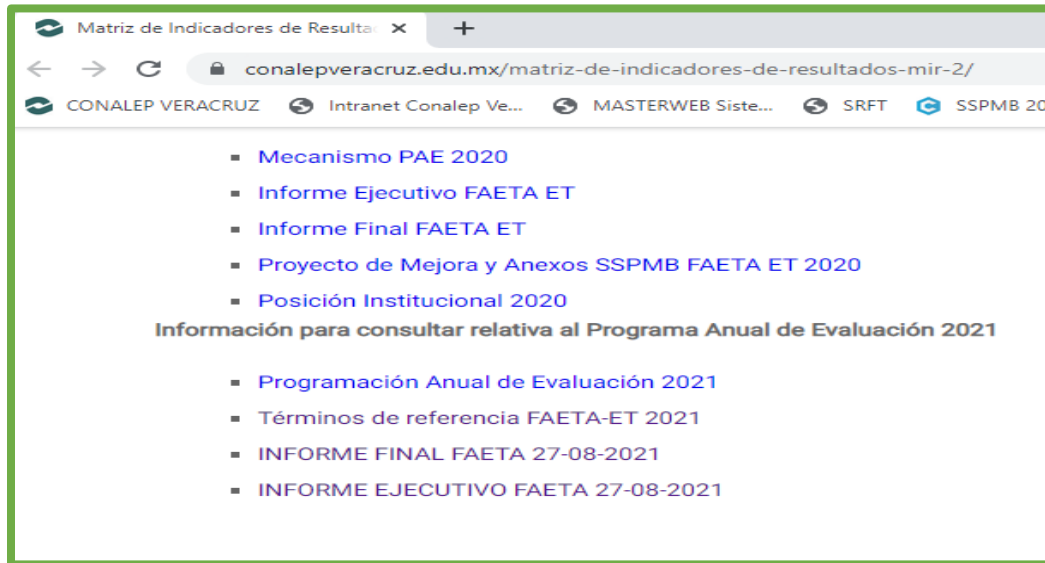 Matriz de Indicadores de Resulta
conalepveracruz.edu.mx/matriz-de-indicadores-de-resultados-mir-2/
CONALEP VERACRUZ Intranet Conalep Ve... MASTERWEB Siste... SRFT SSPMB 20
Mecanismo PAE 2020
Informe Ejecutivo FAETA ET
Informe Final FAETA ET
Proyecto de Mejora y Anexos SSPMB FAETA ET 2020
Posición Institucional 2020
Información para consultar relativa al Programa Anual de Evaluación 2021
Programación Anual de Evaluación 2021
Términos de referencia FAETA-ET 2021
INFORME FINAL FAETA 27-08-2021
INFORME EJECUTIVO FAETA 27-08-2021